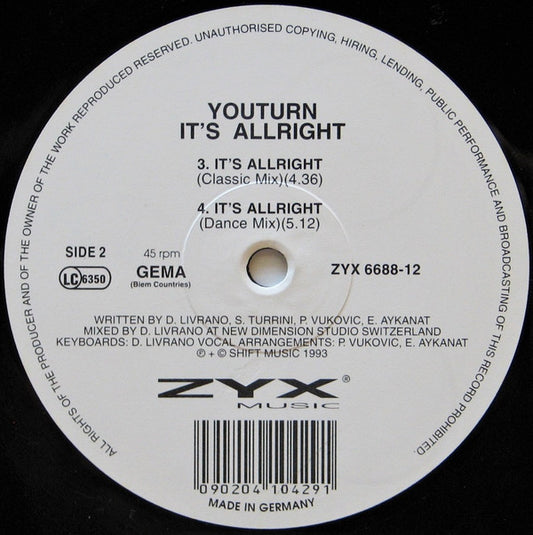 ALL RIGHTS OF THE PRODUCER AND OF THE OWNER OF THE WORK REPRODUCED RESERVED. UNAUTHORISED COPYING, HIRING, LENDING, PUBLIC PERFORMANCE AND BROADCASTING OF THIS RECORD PROHIBITED.
YOUTURN
IT'S ALLRIGHT
3. IT'S ALLRIGHT
(Classic Mix)(4.36)
4. IT'S ALLRIGHT
(Dance Mix)(5.12)
SIDE 2
45 rpm
LC 6350
GEMA
(Biem Countries)
ZYX 6688-12
WRITTEN BY D. LIVRANO, S. TURRINI, P. VUKOVIC, E. AYKANAT
MIXED BY D. LIVRANO AT NEW DIMENSION STUDIO SWITZERLAND
KEYBOARDS: D. LIVRANO VOCAL ARRANGEMENTS: P. VUKOVIC, E. AYKANAT
℗ + © SHIFT MUSIC 1993
ZYX®
MUSIC
090204 104291
MADE IN GERMANY